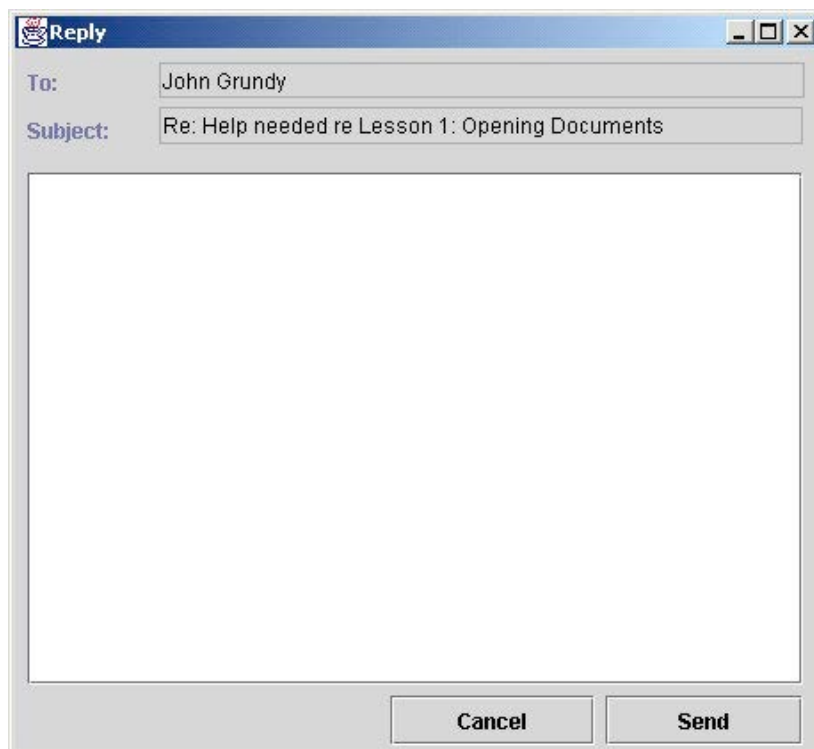 Reply
To: John Grundy
Subject: Re: Help needed re Lesson 1: Opening Documents
Cancel Send